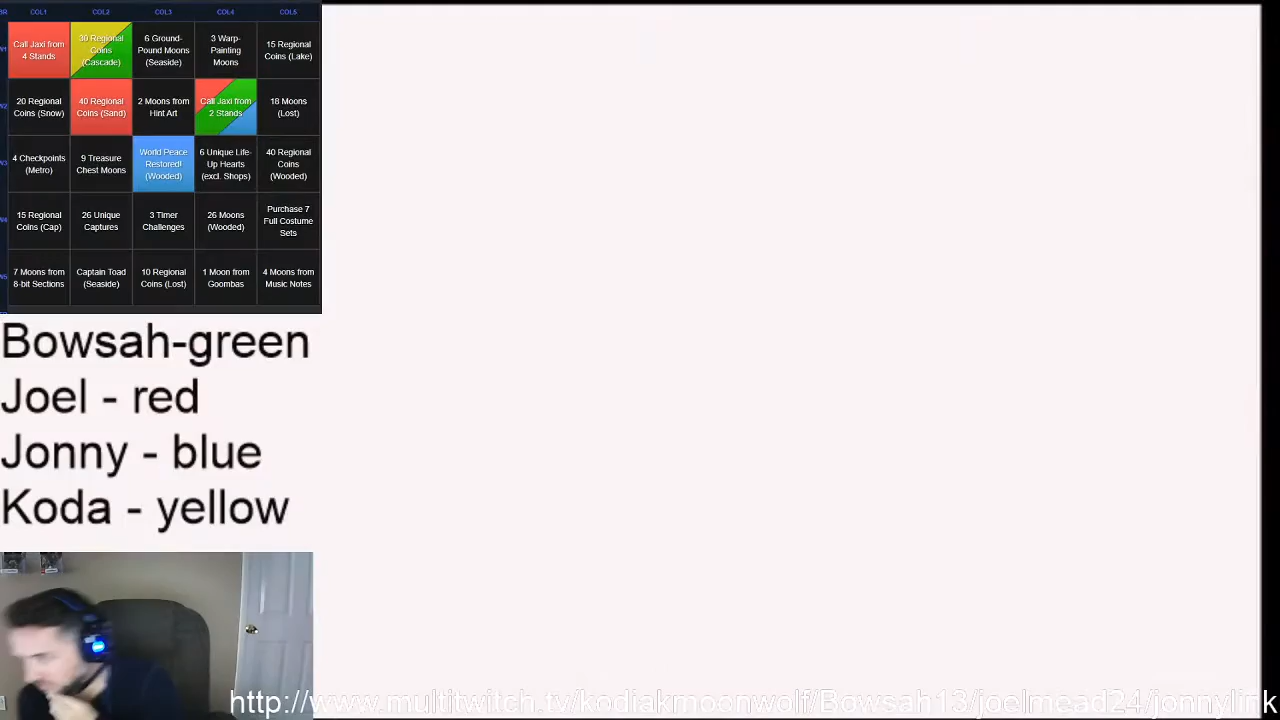 COL1 COL2 COL3 COL4 COL5
Call Jaxi from 4 Stands
30 Regional Coins (Cascade)
6 Ground-Pound Moons (Seaside)
3 Warp-Painting Moons
15 Regional Coins (Lake)
20 Regional Coins (Snow)
40 Regional Coins (Sand)
2 Moons from Hint Art
Call Jaxi from 2 Stands
18 Moons (Lost)
4 Checkpoints (Metro)
9 Treasure Chest Moons
World Peace Restored! (Wooded)
6 Unique Life-Up Hearts (excl. Shops)
40 Regional Coins (Wooded)
15 Regional Coins (Cap)
26 Unique Captures
3 Timer Challenges
26 Moons (Wooded)
Purchase 7 Full Costume Sets
7 Moons from 8-bit Sections
Captain Toad (Seaside)
10 Regional Coins (Lost)
1 Moon from Goombas
4 Moons from Music Notes
Bowsah-green
Joel - red
Jonny - blue
Koda - yellow
http://www.multitwitch.tv/kodiakmoonwolf/Bowsah13/joelmead24/jonnylink